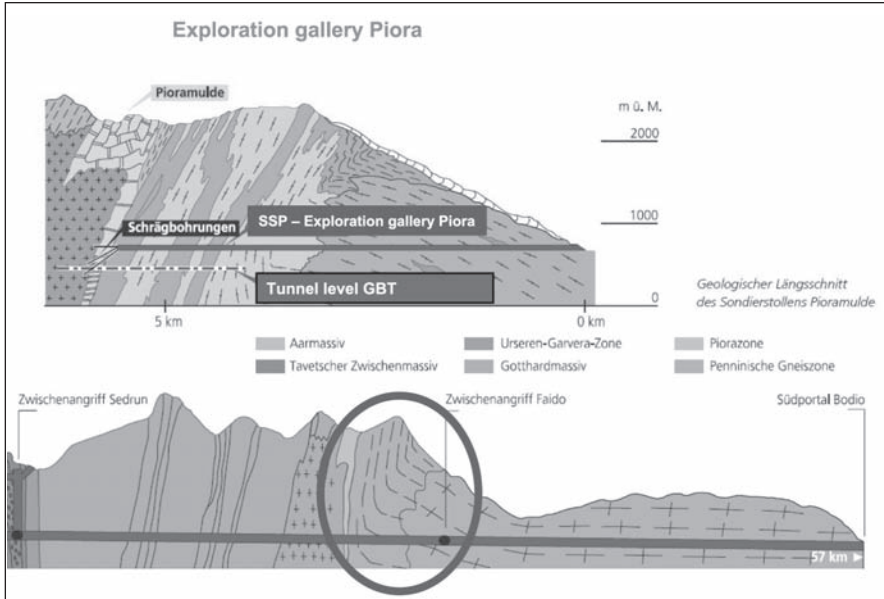 Exploration gallery Piora
Pioramulde
m ü. M.
2000
Schrägbohrungen
SSP – Exploration gallery Piora
1000
Tunnel level GBT
Geologischer Längsschnitt
des Sondierstollens Pioramulde
0
5 km
0 km
Aarmassiv
Urseren-Garvera-Zone
Piorazone
Tavetscher Zwischenmassiv
Gotthardmassiv
Penninische Gneiszone
Zwischenangriff Sedrun
Zwischenangriff Faido
Südportal Bodio
57 km